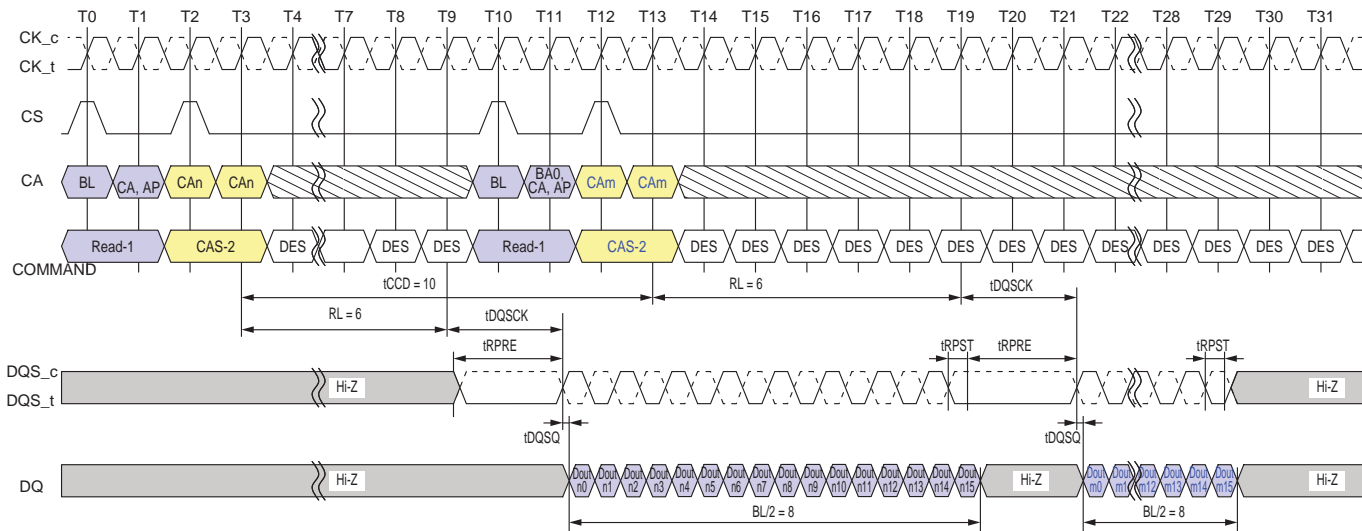 T0 T1 T2 T3 T4 T7 T8 T9 T10 T11 T12 T13 T14 T15 T16 T17 T18 T19 T20 T21 T22 T28 T29 T30 T31
CK_c
CK_t
CS
CA
BL
CA, AP
CAn
CAn
BL
BA0,
CA, AP
CAm
CAm
COMMAND
Read-1
CAS-2
DES
DES
DES
Read-1
CAS-2
DES
DES
DES
DES
DES
DES
DES
DES
DES
DES
DES
DES
DES
tCCD = 10
RL = 6
tDQSCK
RL = 6
tDQSCK
tRPRE
tRPST
tRPRE
tRPST
DQS_c
DQS_t
Hi-Z
Hi-Z
tDQSQ
tDQSQ
DQ
Hi-Z
Dout
n0
Dout
n1
Dout
n2
Dout
n3
Dout
n4
Dout
n5
Dout
n6
Dout
n7
Dout
n8
Dout
n9
Dout
n10
Dout
n11
Dout
n12
Dout
n13
Dout
n14
Dout
n15
Hi-Z
Dout
m0
Dout
m1
Dout
m12
Dout
m13
Dout
m14
Dout
m15
Hi-Z
BL/2 = 8
BL/2 = 8